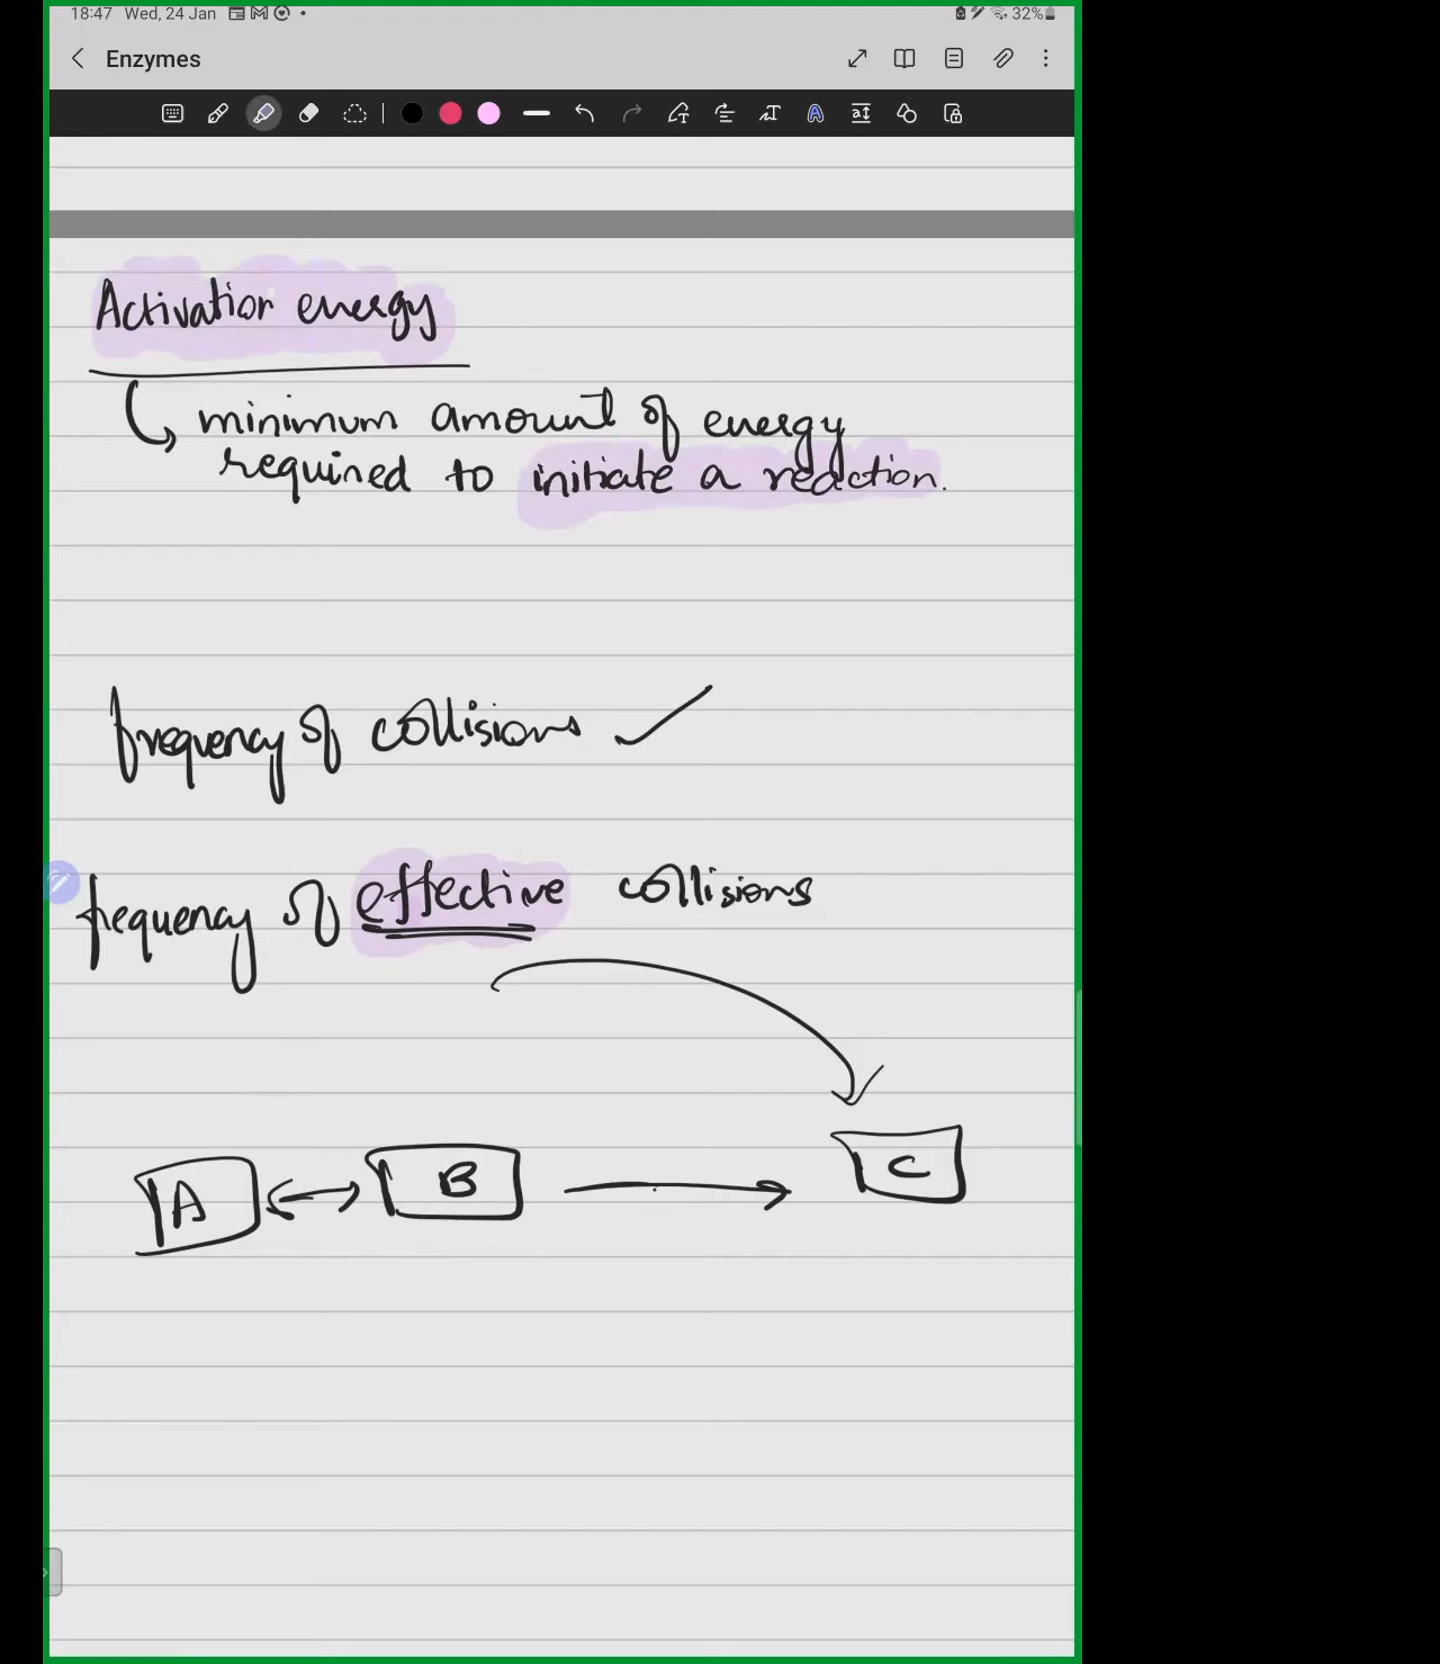 18:47 Wed, 24 Jan 32%
Enzymes
Activation energy
minimum amount of energy
required to initiate a reaction.
frequency of collisions
frequency of effective collisions
A B C